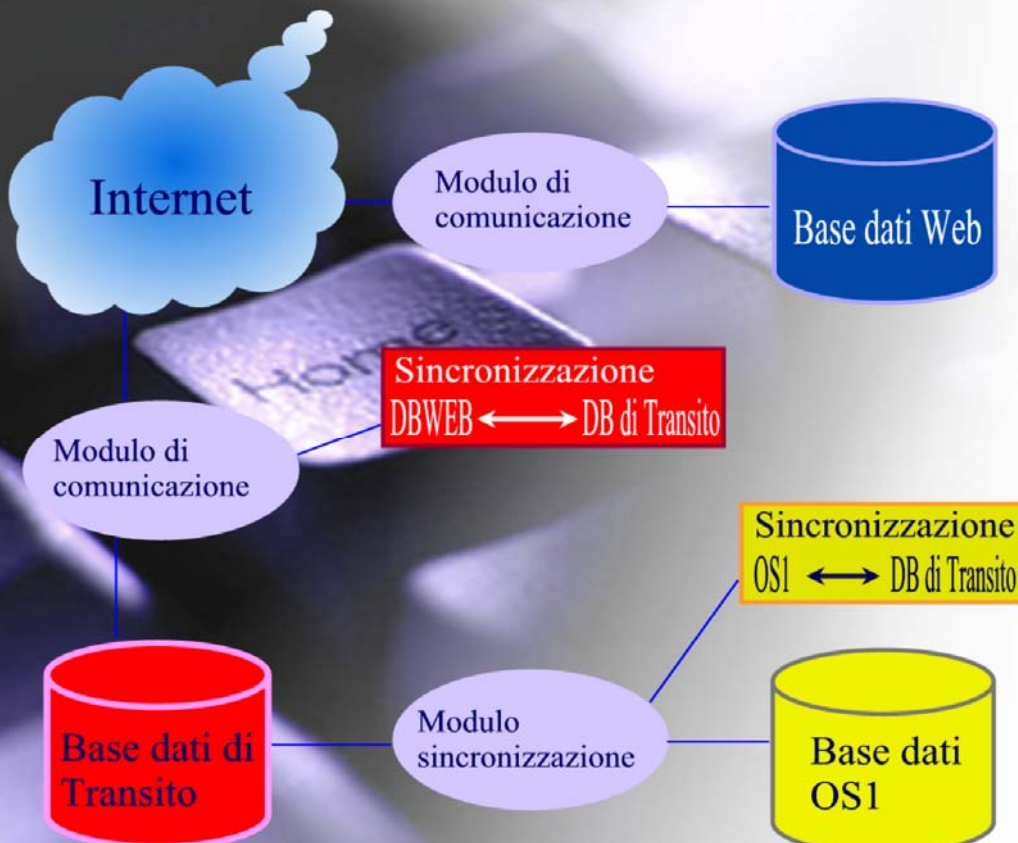 Internet
Modulo di
comunicazione
Base dati Web
Home
Sincronizzazione
DBWEB ⟷ DB di Transito
Modulo di
comunicazione
Sincronizzazione
OS1 ⟷ DB di Transito
Base dati di
Transito
Modulo
sincronizzazione
Base dati
OS1